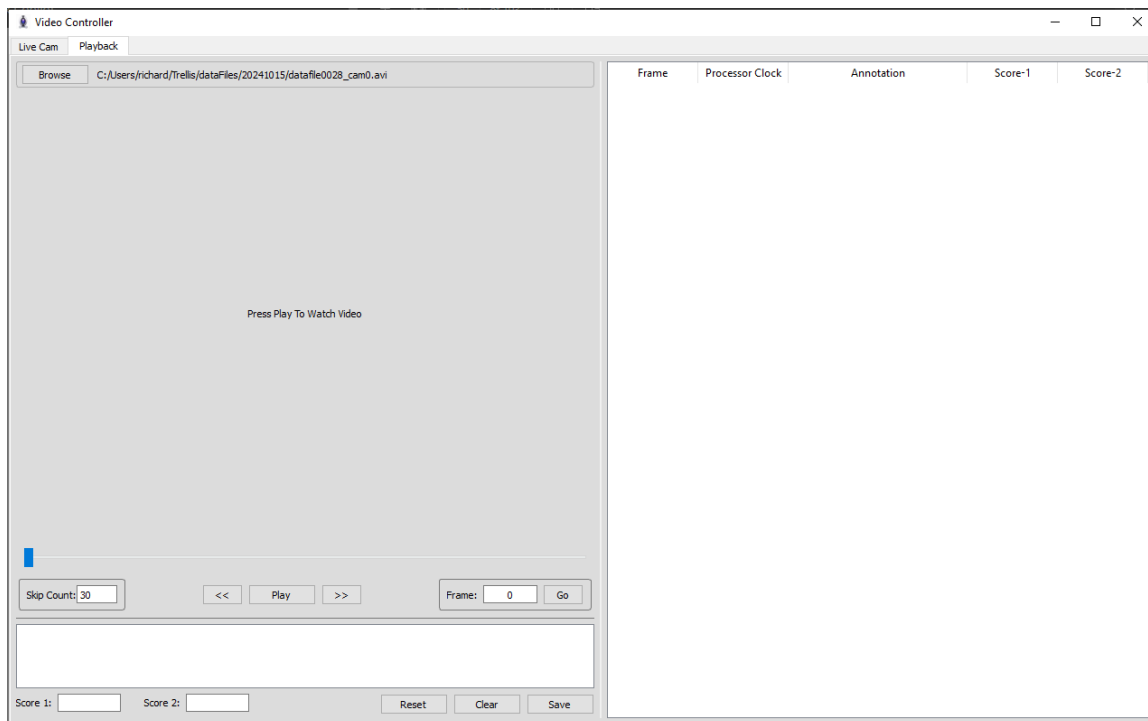 Video Controller
Live Cam Playback
Browse C:/Users/richard/Trellis/dataFiles/20241015/datafile0028_cam0.avi
Frame Processor Clock Annotation Score-1 Score-2
Press Play To Watch Video
Skip Count: 30 << Play >> Frame: 0 Go
Score 1: Score 2: Reset Clear Save